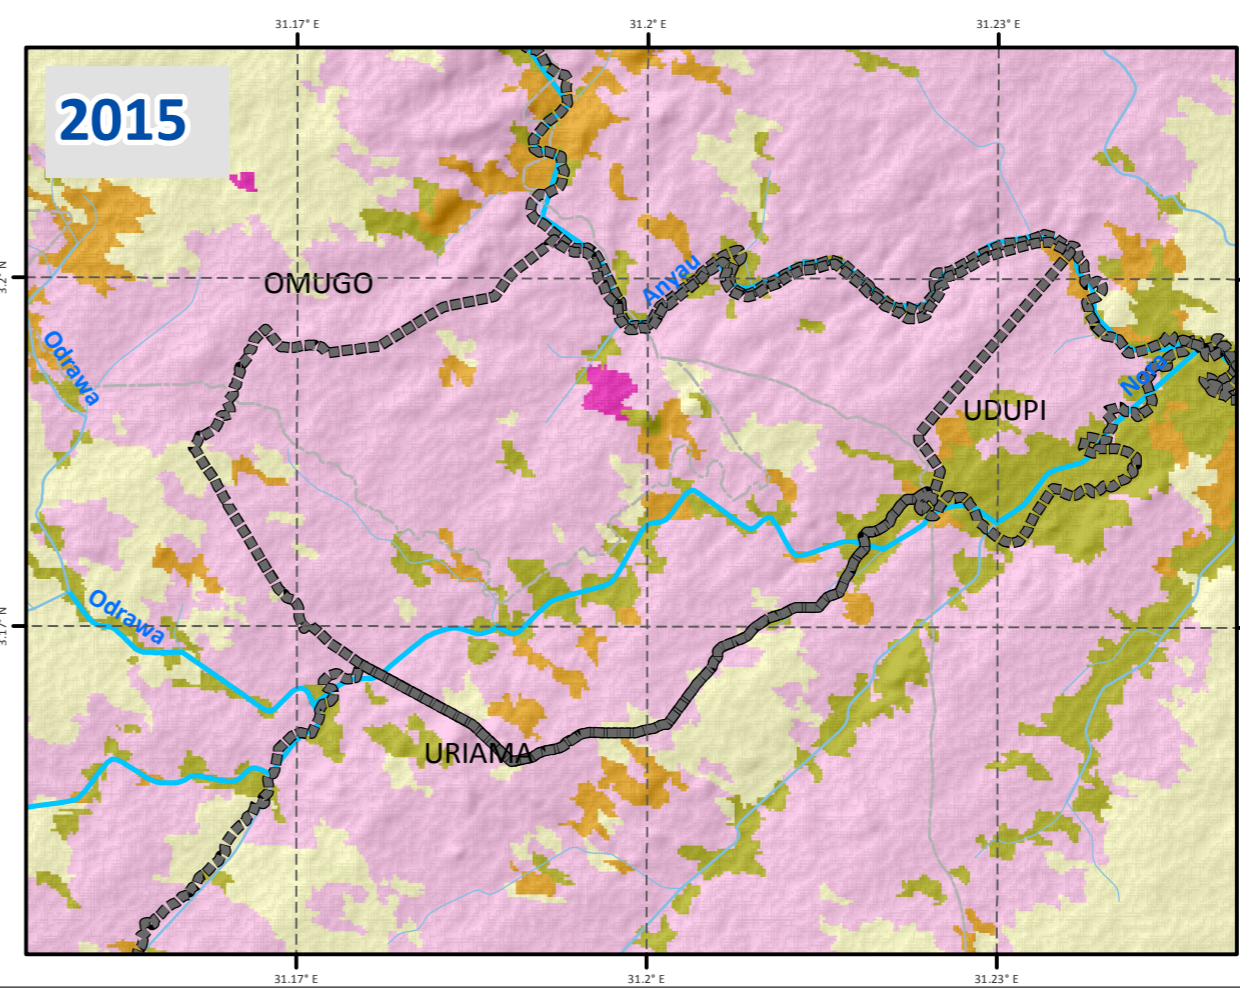 31.17° E
31.2° E
31.23° E
2015
3.2° N
OMUGO
Anyau
Odrawa
Nora
UDUPI
Odrawa
3.17° N
URIAMA
31.17° E
31.2° E
31.23° E